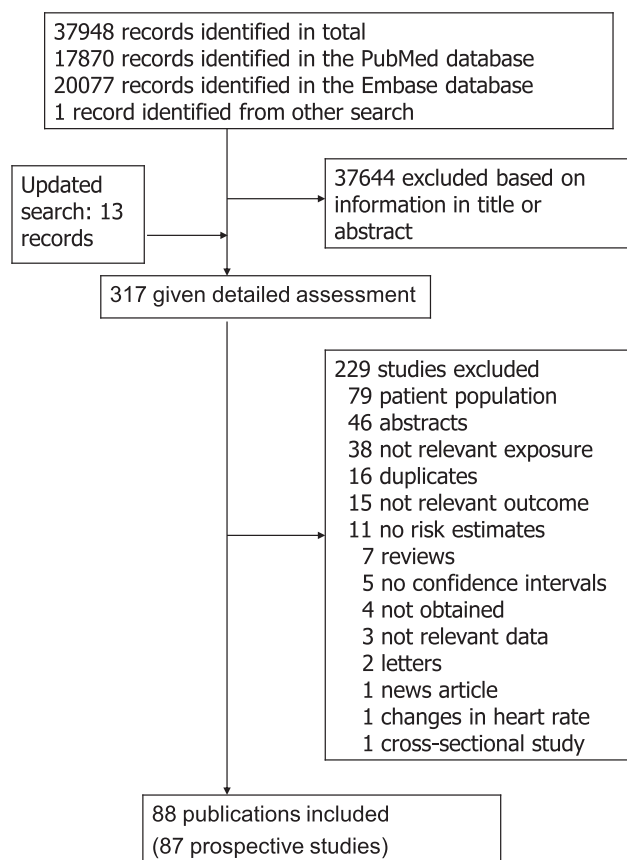 37948 records identified in total
17870 records identified in the PubMed database
20077 records identified in the Embase database
1 record identified from other search
Updated
search: 13
records
37644 excluded based on
information in title or
abstract
317 given detailed assessment
229 studies excluded
79 patient population
46 abstracts
38 not relevant exposure
16 duplicates
15 not relevant outcome
11 no risk estimates
7 reviews
5 no confidence intervals
4 not obtained
3 not relevant data
2 letters
1 news article
1 changes in heart rate
1 cross-sectional study
88 publications included
(87 prospective studies)